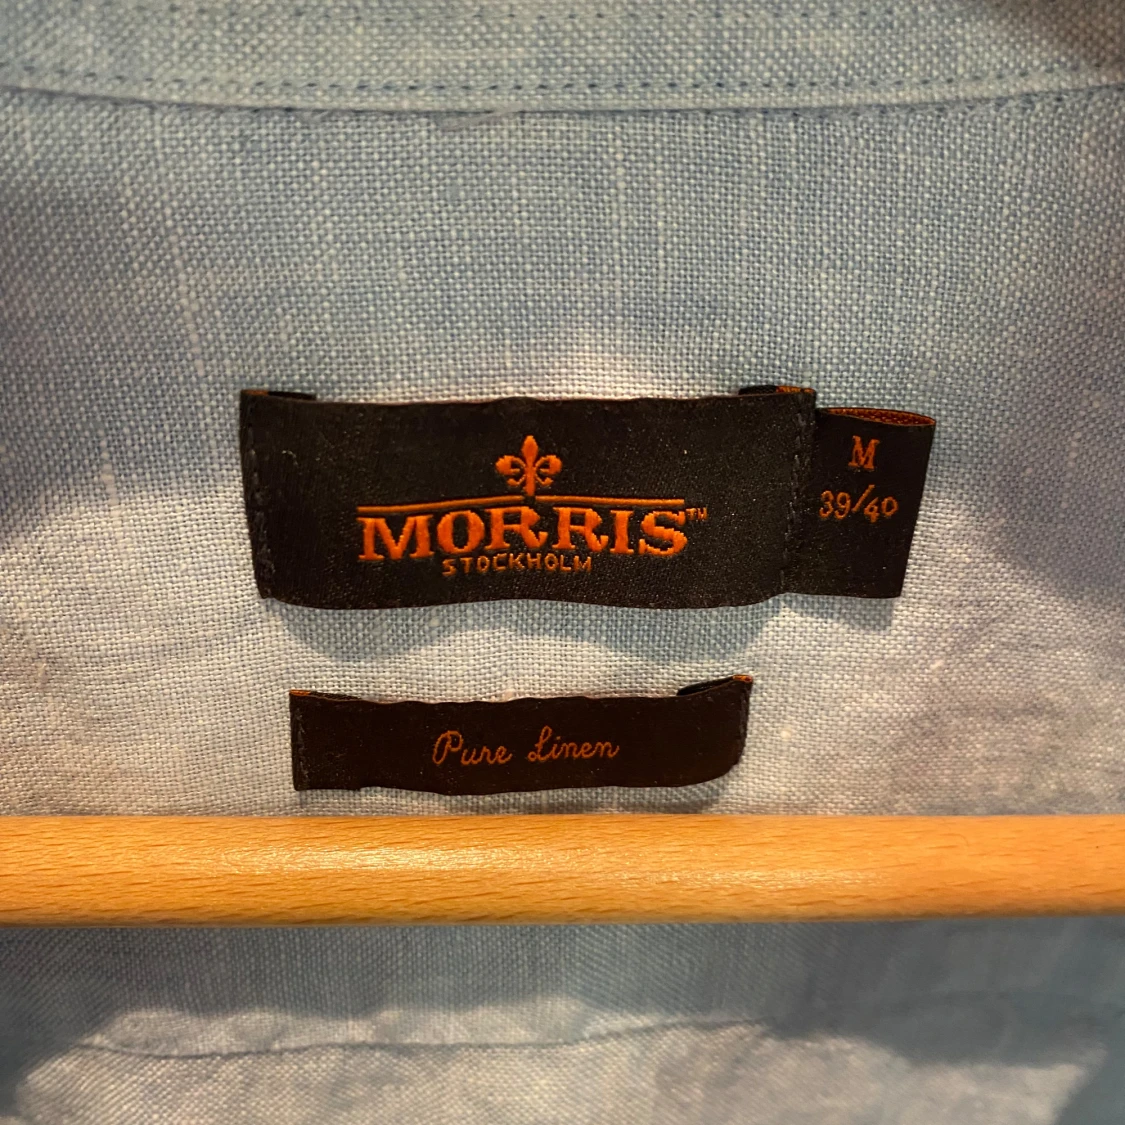 MORRIS™
STOCKHOLM
M
39/40
Pure Linen